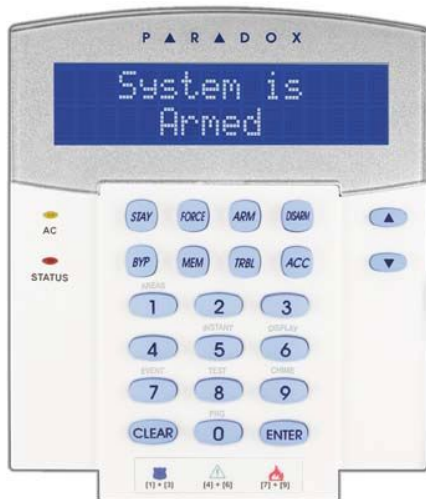 PARADOX
System is
Armed
AC
STATUS
STAY FORCE ARM DISARM
BYP MEM TRBL ACC
AREAS
1 2 3
INSTANT DISPLAY
4 5 6
EVENT TEST CHIME
7 8 9
PRG
CLEAR 0 ENTER
[1] + [3] [4] + [6] [7] + [9]